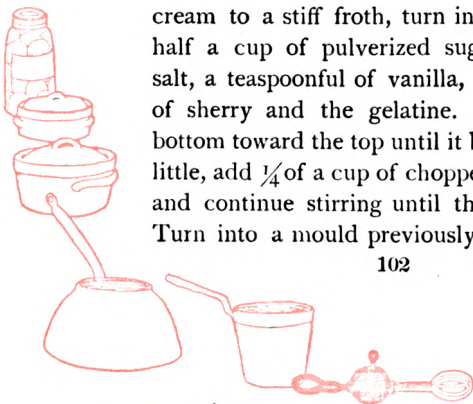 cream to a stiff froth, turn in
half a cup of pulverized sug
salt, a teaspoonful of vanilla,
of sherry and the gelatine.
bottom toward the top until it b
little, add ¼ of a cup of choppe
and continue stirring until th
Turn into a mould previously
102